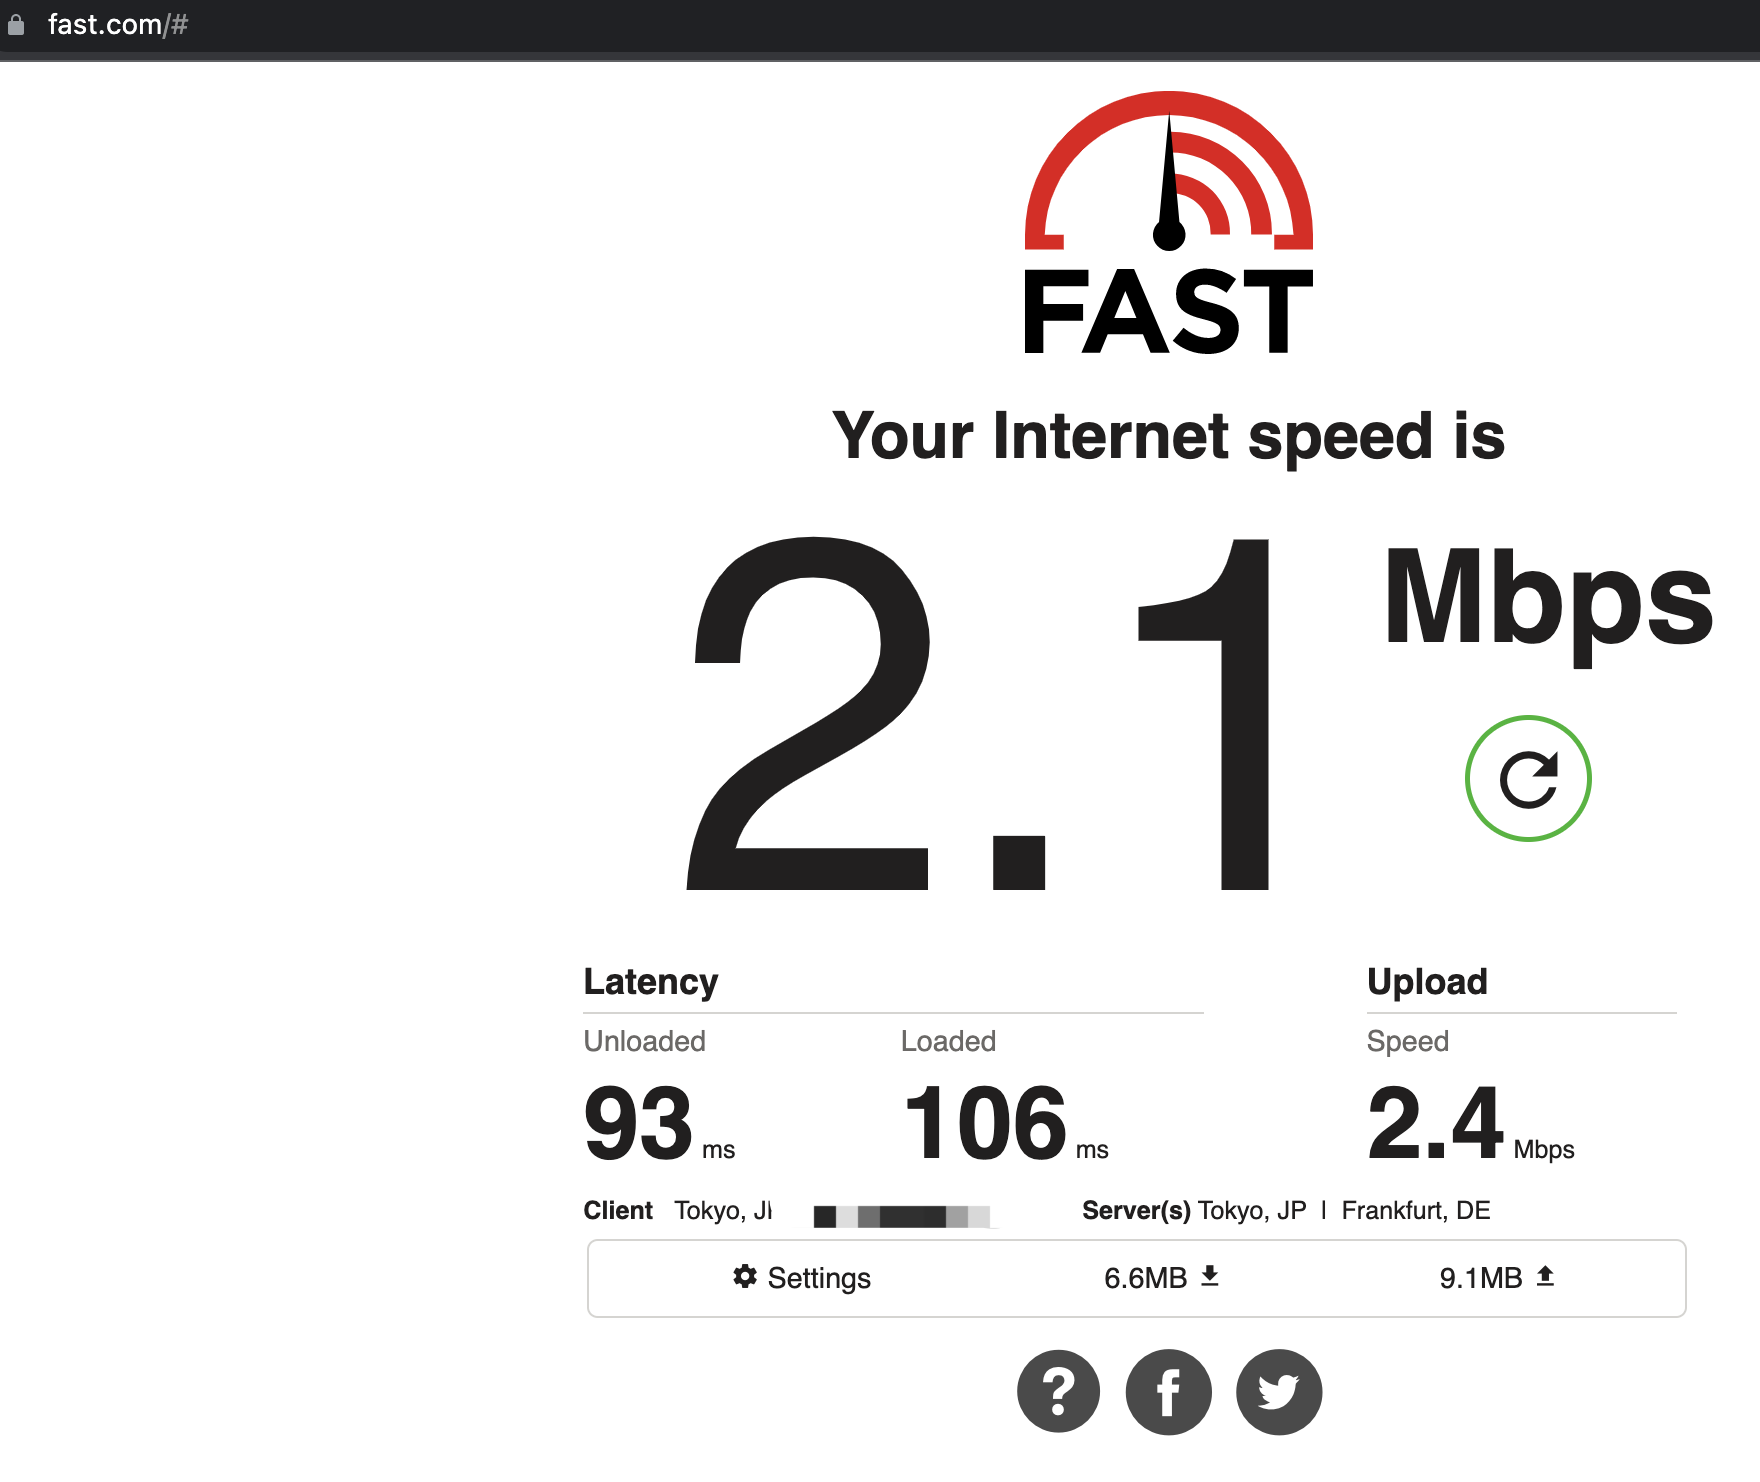 fast.com/#
FAST
Your Internet speed is
2.1 Mbps
Latency Upload
Unloaded Loaded Speed
93 ms 106 ms 2.4 Mbps
Client Tokyo, Server(s) Tokyo, JP | Frankfurt, DE
Settings 6.6MB 9.1MB
?
f